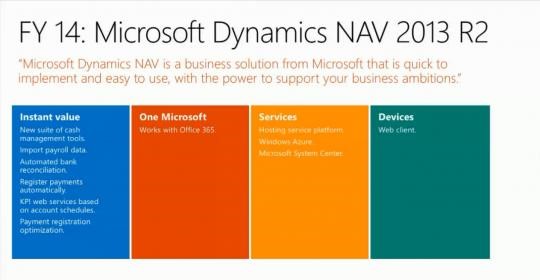 FY 14: Microsoft Dynamics NAV 2013 R2
“Microsoft Dynamics NAV is a business solution from Microsoft that is quick to
implement and easy to use, with the power to support your business ambitions.”
Instant value
New suite of cash
management tools.
Import payroll data.
Automated bank
reconciliation.
Register payments
automatically.
KPI web services based
on account schedules.
Payment registration
optimization.
One Microsoft
Works with Office 365.
Services
Hosting service platform.
Windows Azure.
Microsoft System Center.
Devices
Web client.